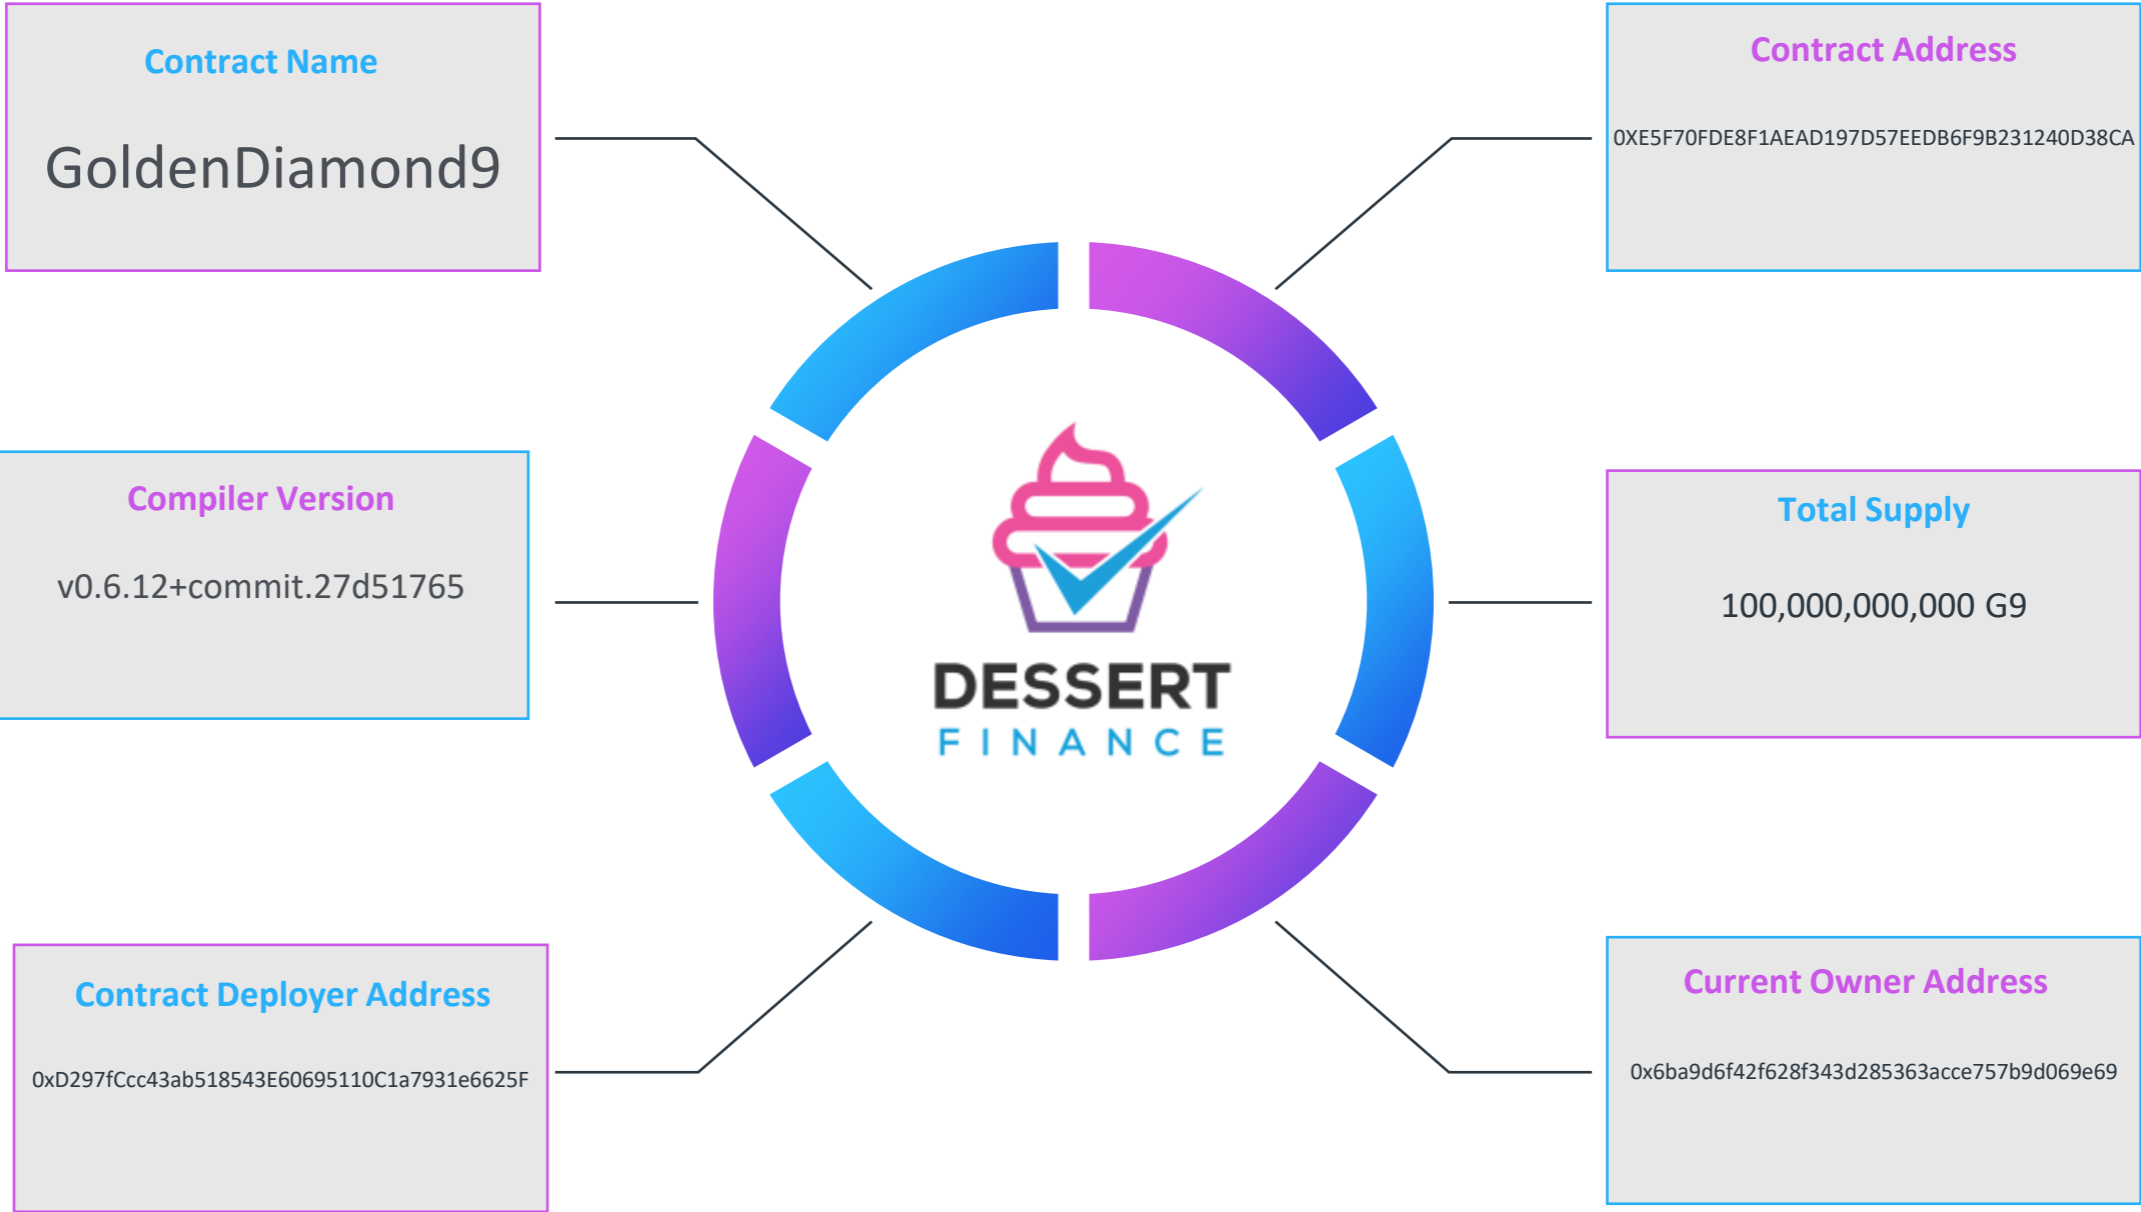 Contract Name
GoldenDiamond9
Contract Address
0XE5F70FDE8F1AEAD197D57EEDB6F9B231240D38CA
Compiler Version
v0.6.12+commit.27d51765
DESSERT
FINANCE
Total Supply
100,000,000,000 G9
Contract Deployer Address
0xD297fCcc43ab518543E60695110C1a7931e6625F
Current Owner Address
0x6ba9d6f42f628f343d285363acce757b9d069e69